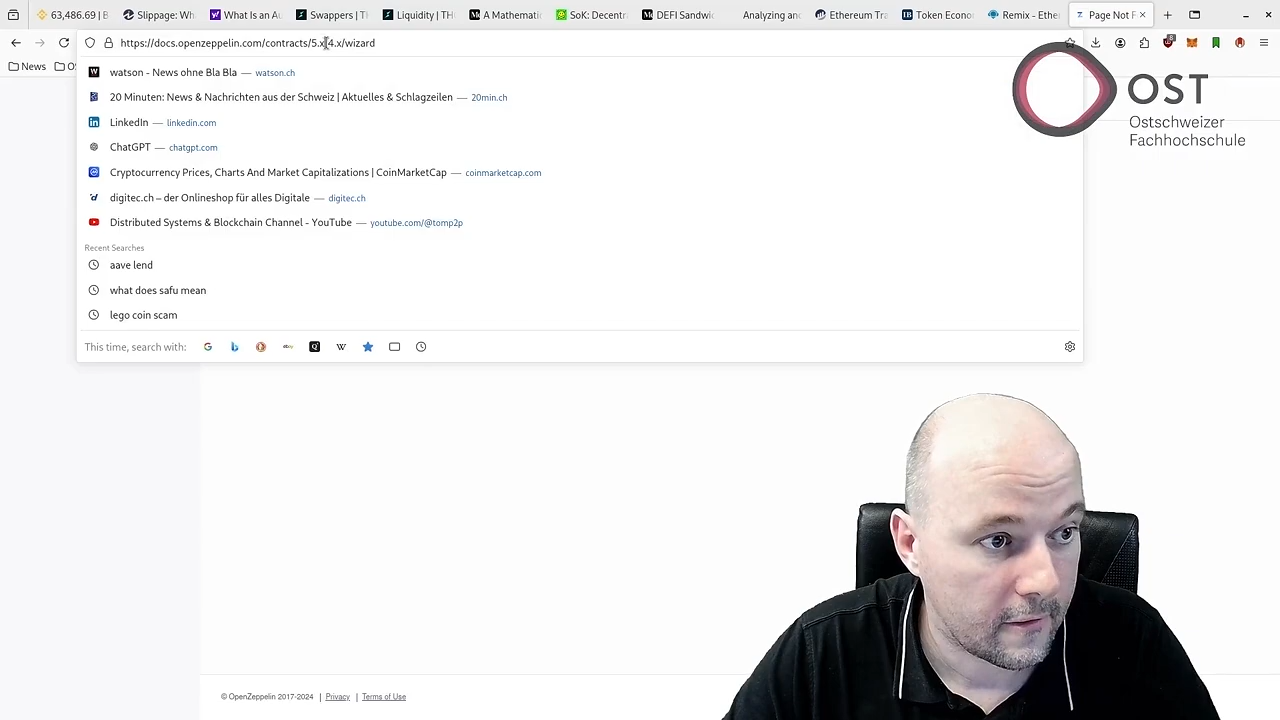 63,486.69 | B
Slippage: Wh
What Is an Au
Swappers | TH
Liquidity | THO
A Mathematic
SoK: Decentr
DEFI Sandwic
Analyzing and
Ethereum Tra
Token Econo
Remix - Ethe
Page Not F
https://docs.openzeppelin.com/contracts/5.x/4.x/wizard
News
watson - News ohne Bla Bla — watson.ch
20 Minuten: News & Nachrichten aus der Schweiz | Aktuelles & Schlagzeilen — 20min.ch
LinkedIn — linkedin.com
ChatGPT — chatgpt.com
Cryptocurrency Prices, Charts And Market Capitalizations | CoinMarketCap — coinmarketcap.com
digitec.ch – der Onlineshop für alles Digitale — digitec.ch
Distributed Systems & Blockchain Channel - YouTube — youtube.com/@tomp2p
Recent Searches
aave lend
what does safu mean
lego coin scam
This time, search with:
OST
Ostschweizer
Fachhochschule
© OpenZeppelin 2017-2024 | Privacy | Terms of Use